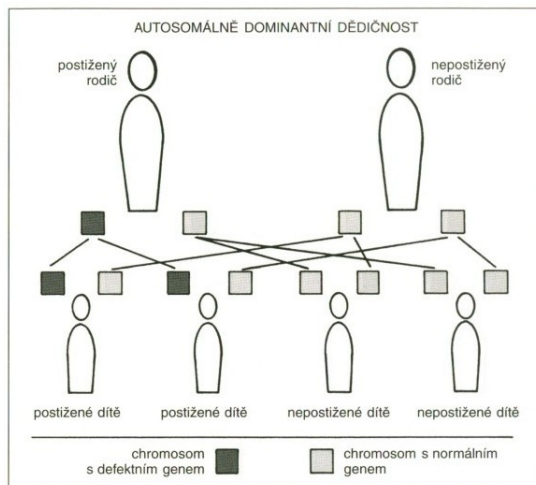 AUTOSOMÁLNĚ DOMINANTNÍ DĚDIČNOST
postižený
rodič
nepostižený
rodič
postižené dítě
postižené dítě
nepostižené dítě
nepostižené dítě
chromosom
s defektním genem
chromosom s normálním
genem